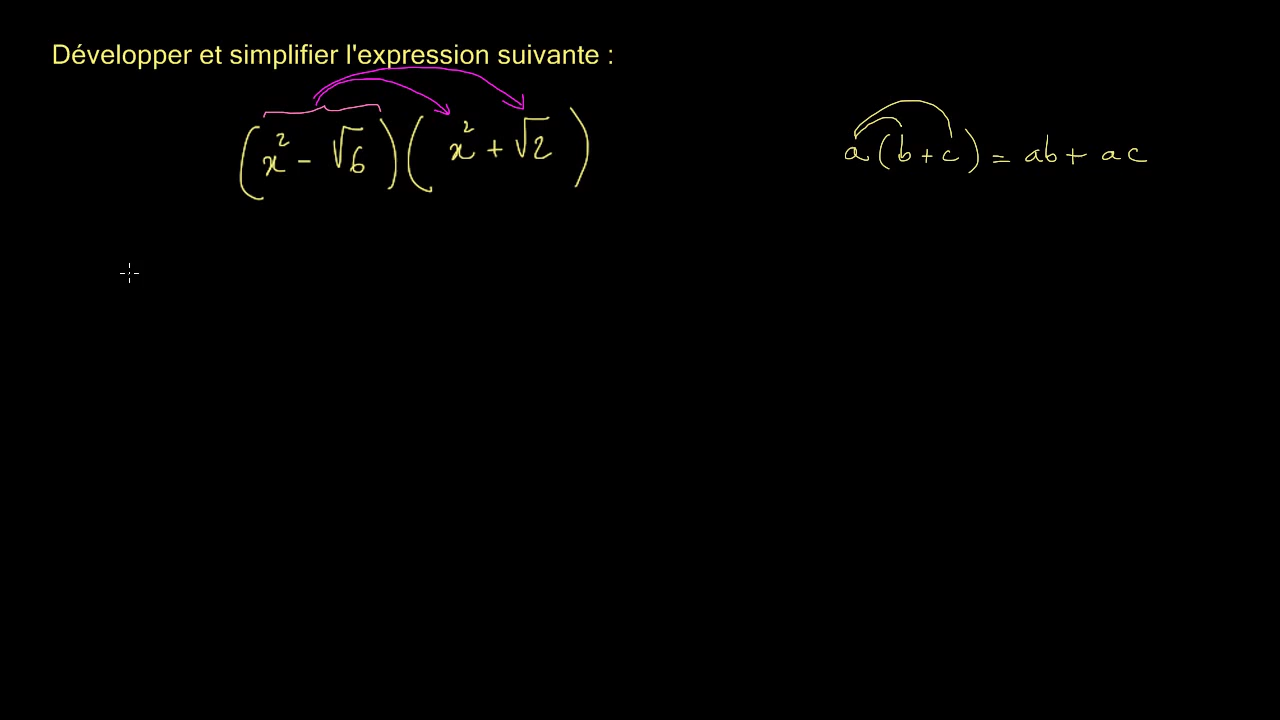 Développer et simplifier l'expression suivante :
(x² - √6)(x² + √2)
a(b+c) = ab + ac